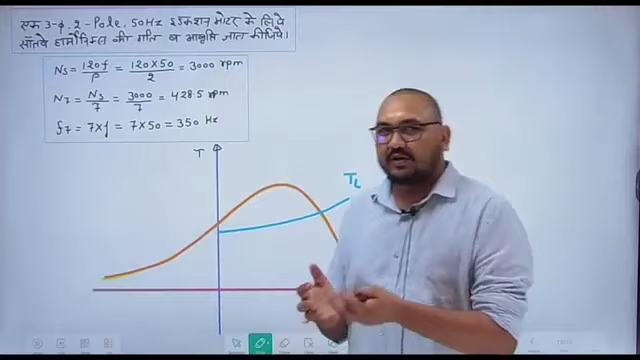 एक 3-φ, 2-Pole, 50Hz इंडक्शन मोटर के लिये
सॉतवे हार्मोनिक्स की गति व आवृत्ति ज्ञात कीजिये।
Ns = 120f/P = 120×50/2 = 3000 rpm
N7 = Ns/7 = 3000/7 = 428.5 rpm
f7 = 7×f = 7×50 = 350 Hz
T
TL